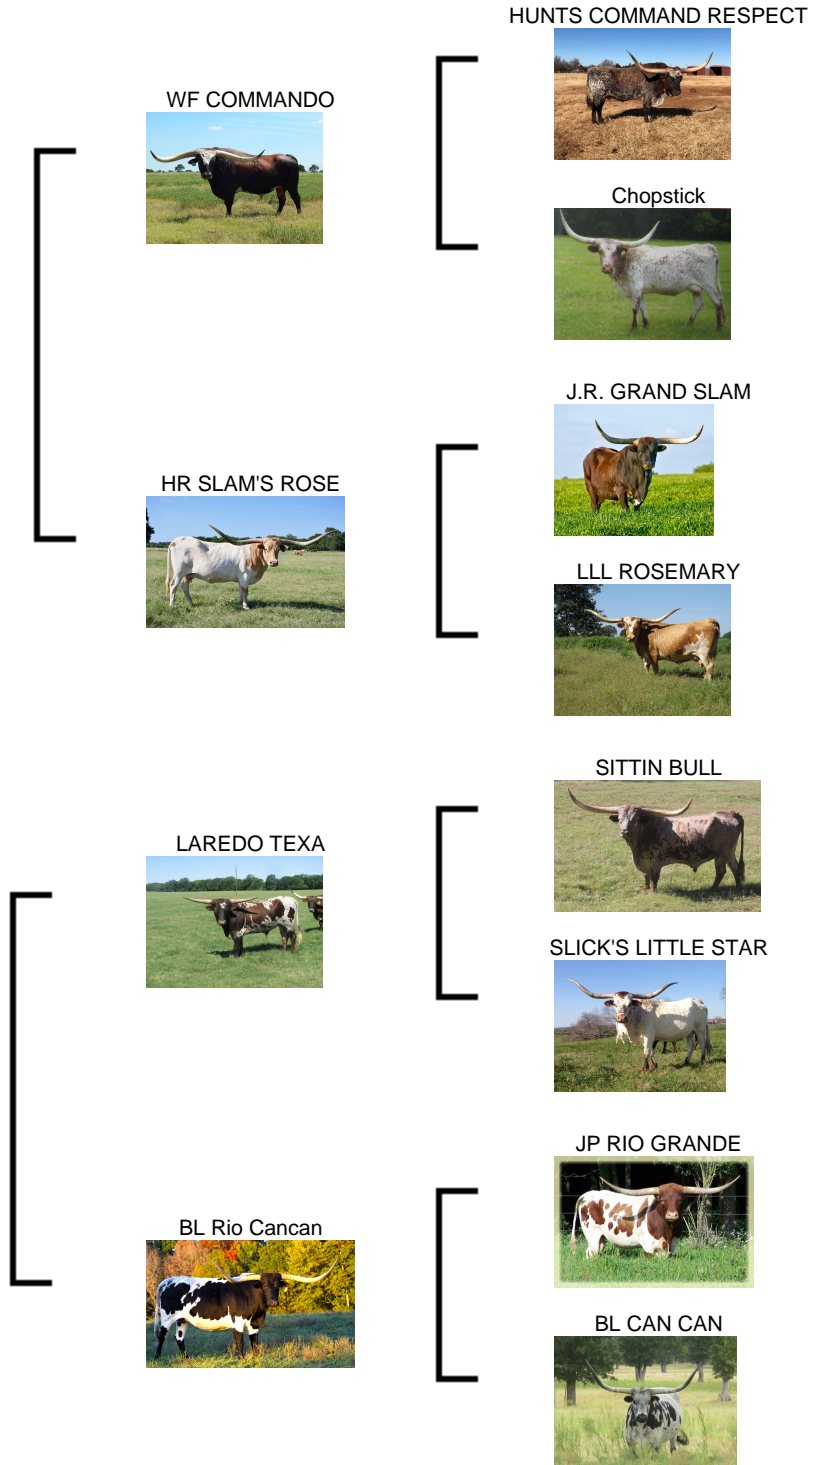 HUNTS COMMAND RESPECT
WF COMMANDO
Chopstick
J.R. GRAND SLAM
HR SLAM'S ROSE
LLL ROSEMARY
SITTIN BULL
LAREDO TEXA
SLICK'S LITTLE STAR
JP RIO GRANDE
BL Rio Cancan
BL CAN CAN